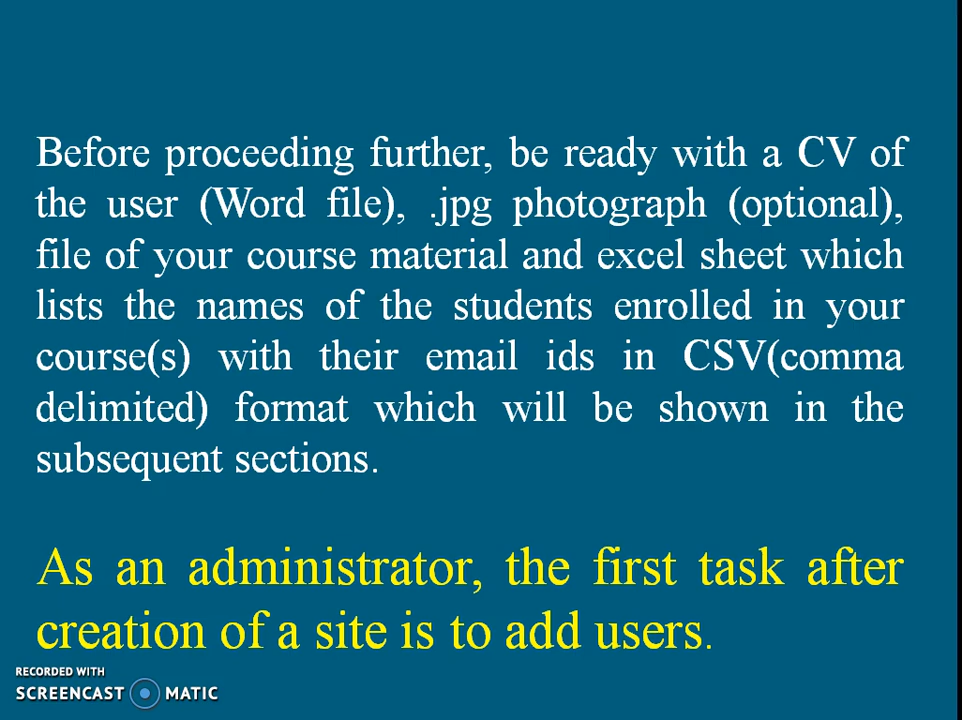 Before proceeding further, be ready with a CV of
the user (Word file), .jpg photograph (optional),
file of your course material and excel sheet which
lists the names of the students enrolled in your
course(s) with their email ids in CSV(comma
delimited) format which will be shown in the
subsequent sections.
As an administrator, the first task after
creation of a site is to add users.
RECORDED WITH
SCREENCAST MATIC